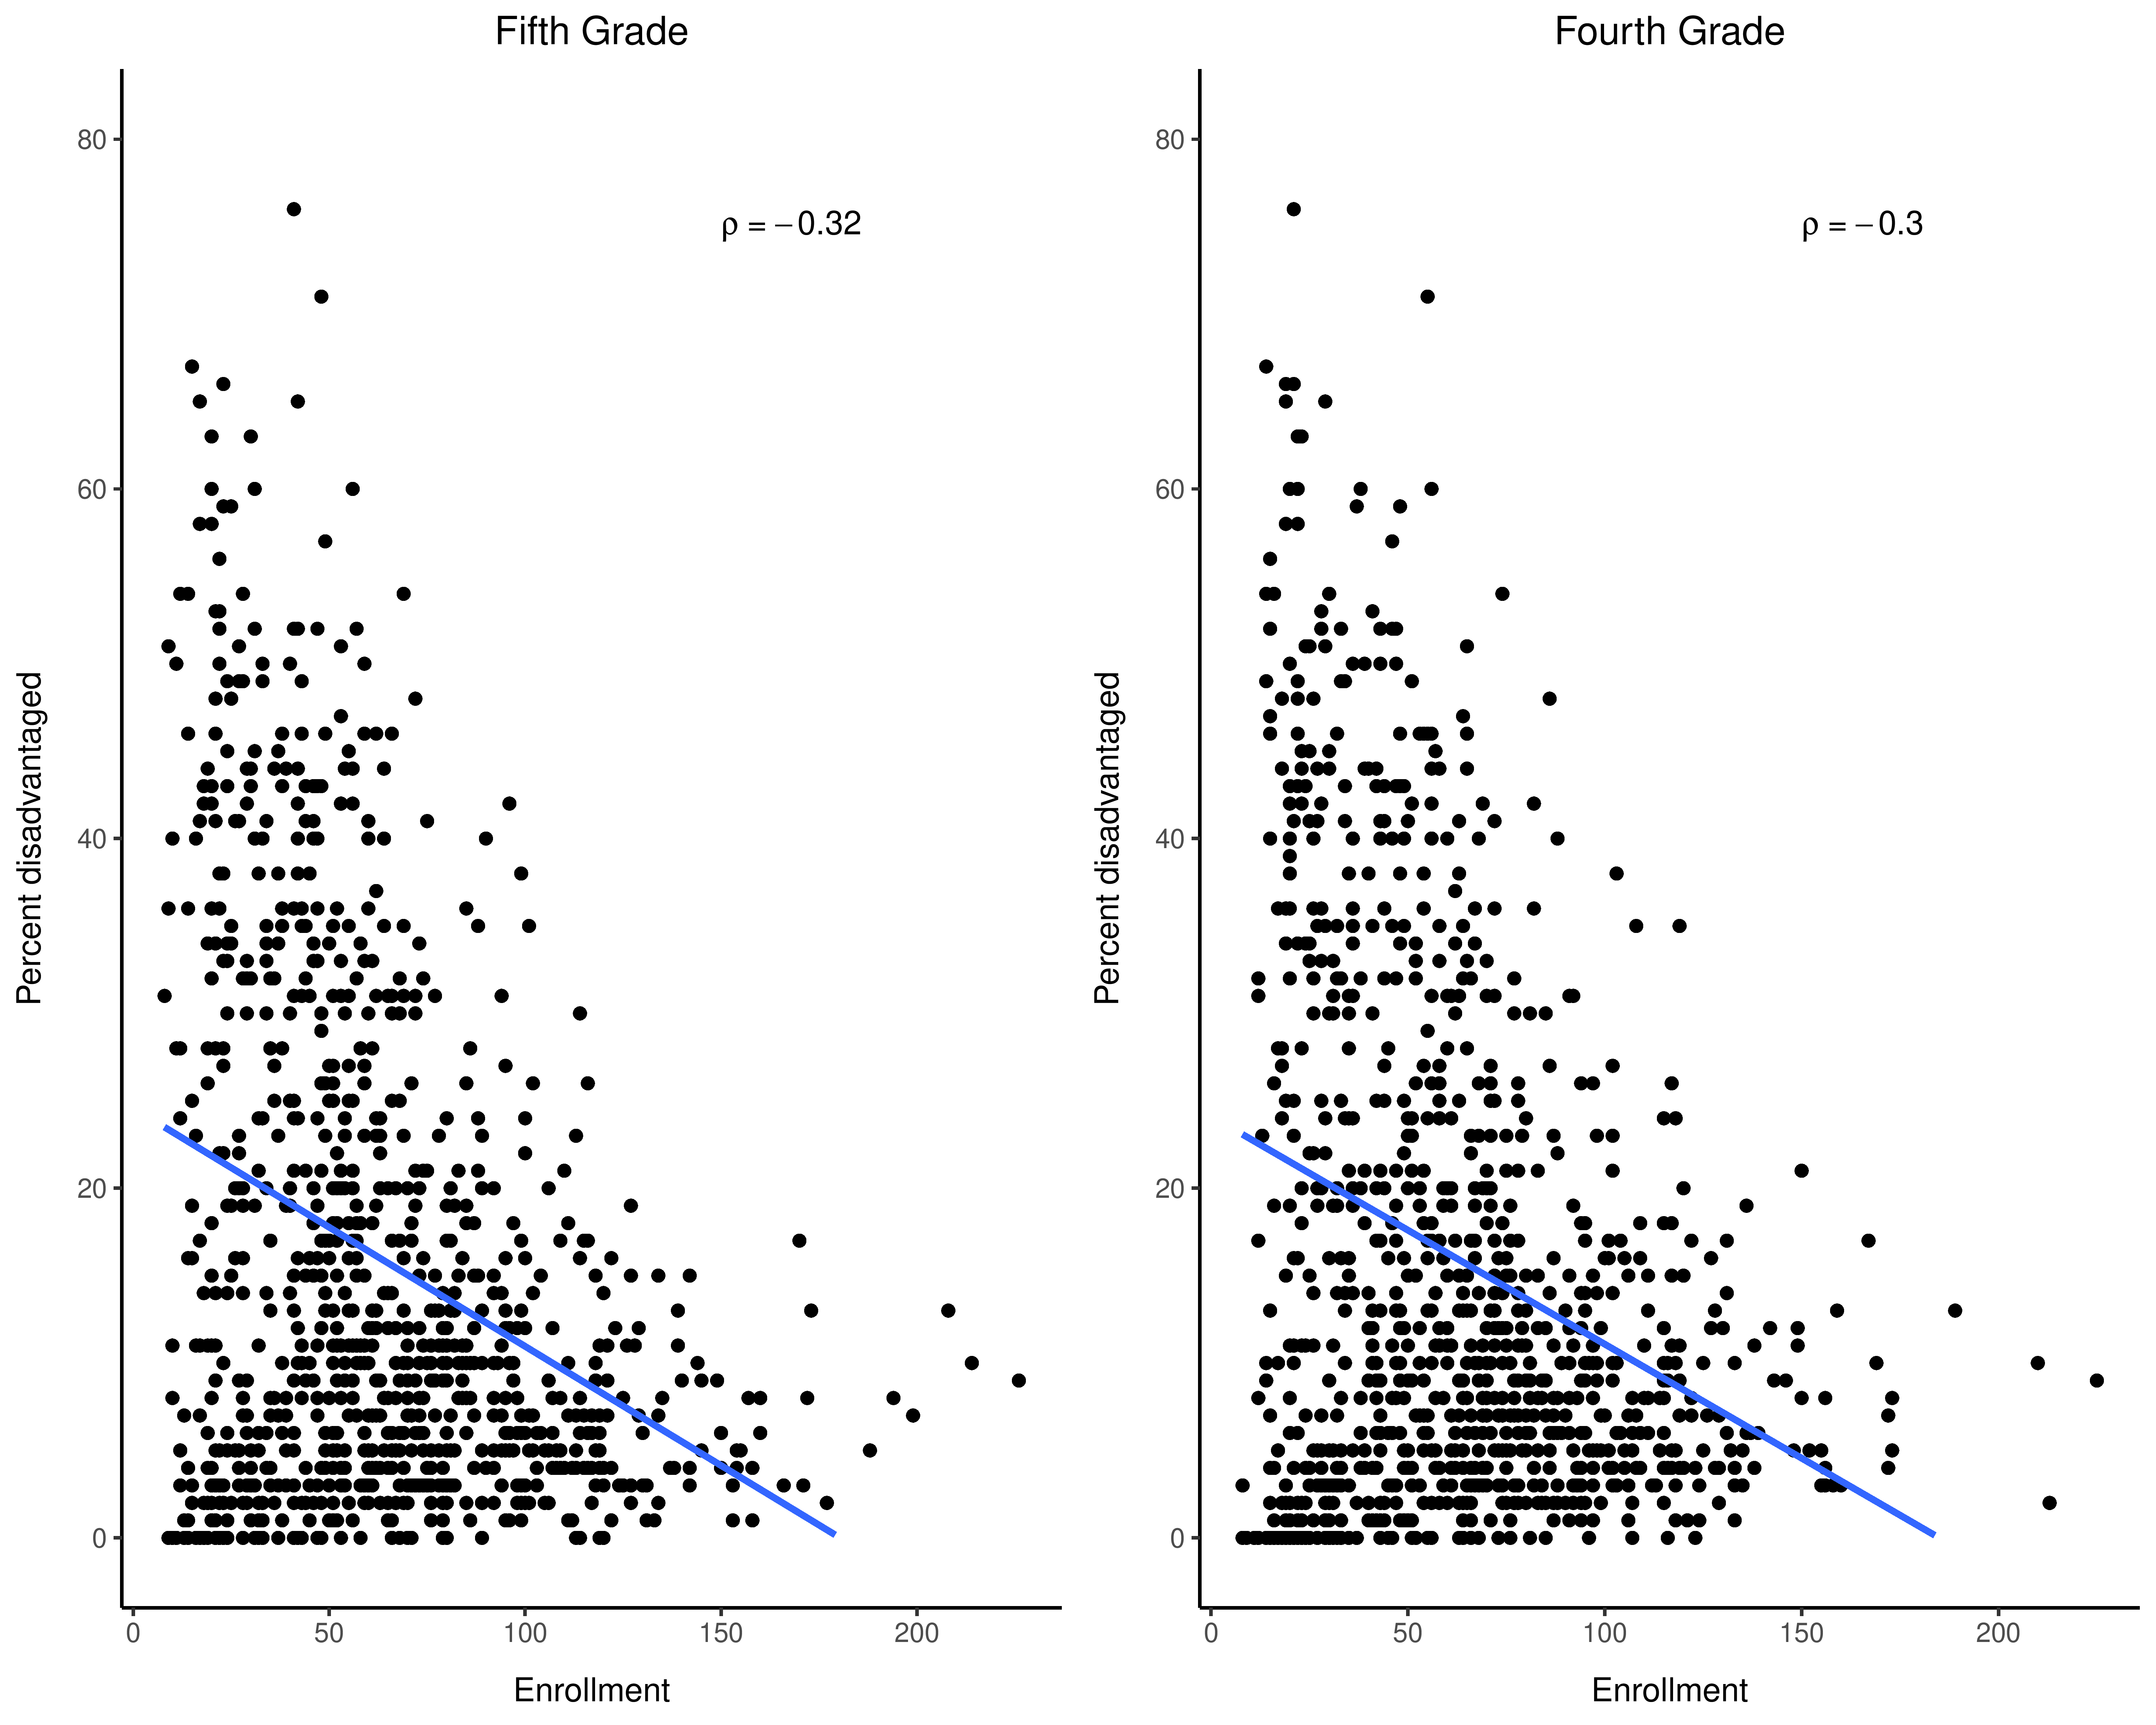 Fifth Grade
80
60
40
20
0
ρ = −0.32
Percent disadvantaged
0 50 100 150 200
Enrollment
Fourth Grade
80
60
40
20
0
ρ = −0.3
Percent disadvantaged
0 50 100 150 200
Enrollment